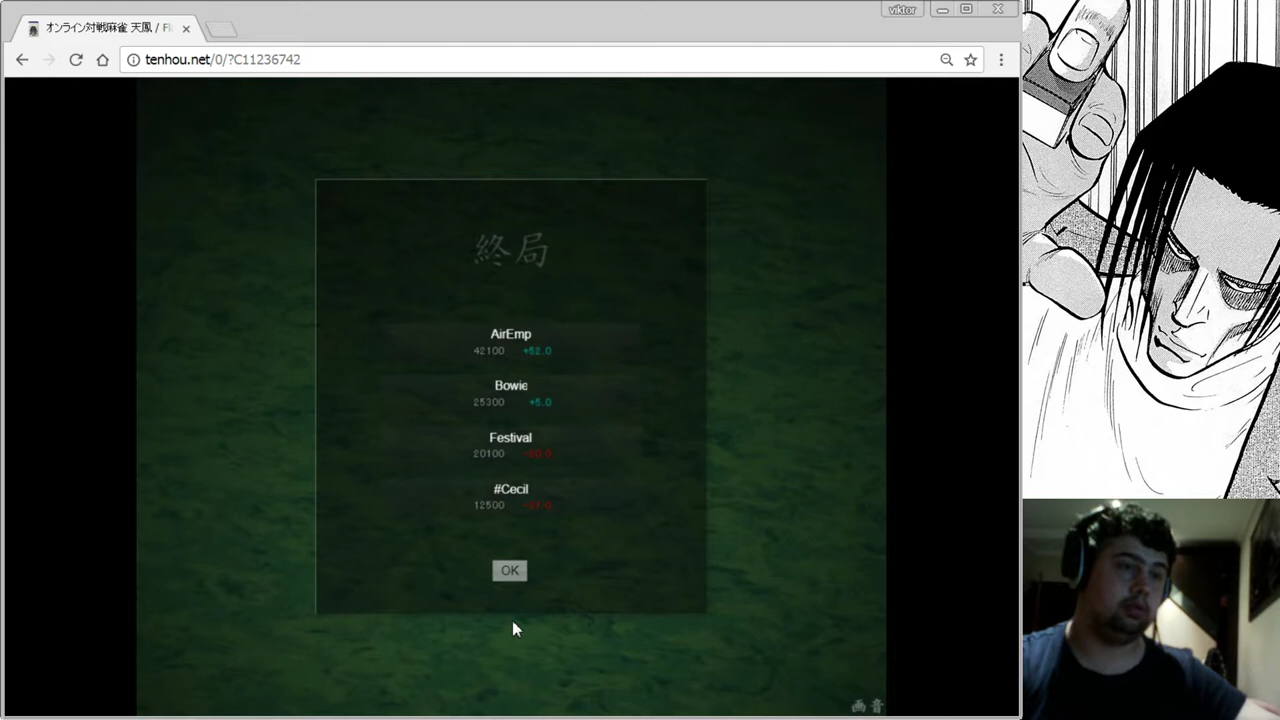 viktor
オンライン対戦麻雀 天鳳 / Fl
tenhou.net/0/?C11236742
終局
AirEmp
42100 +52.0
Bowie
25300 +5.0
Festival
20100
#Cecil
12500
OK
画 音